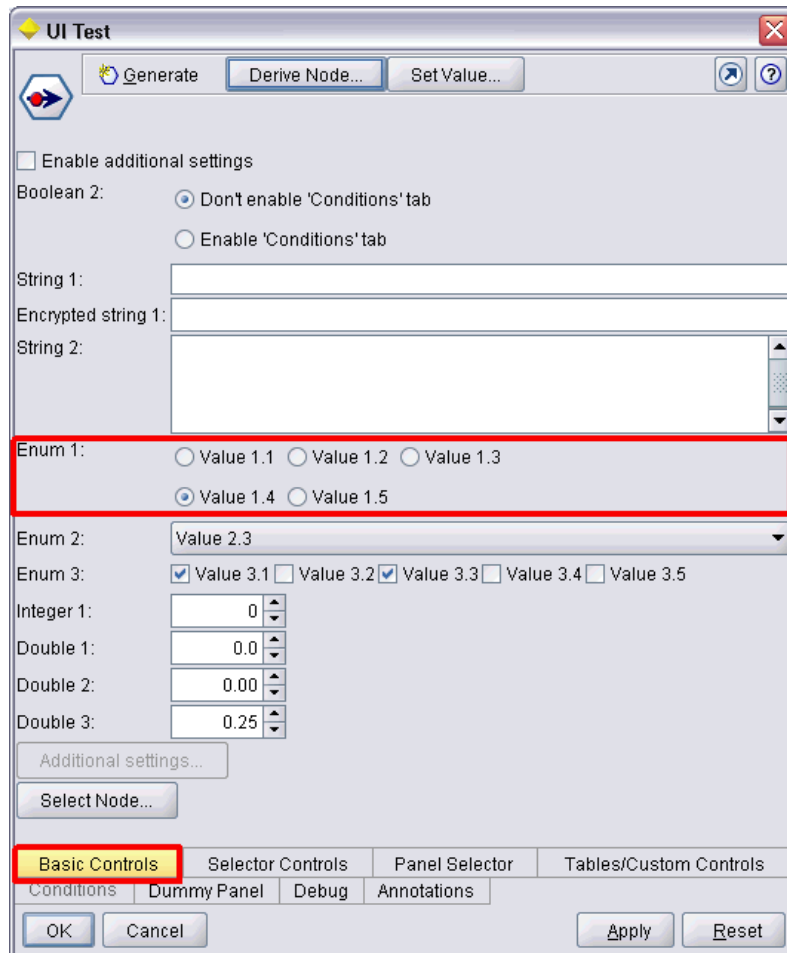 UI Test
Generate Derive Node... Set Value...
Enable additional settings
Boolean 2: Don't enable 'Conditions' tab
Enable 'Conditions' tab
String 1:
Encrypted string 1:
String 2:
Enum 1: Value 1.1 Value 1.2 Value 1.3
Value 1.4 Value 1.5
Enum 2: Value 2.3
Enum 3: Value 3.1 Value 3.2 Value 3.3 Value 3.4 Value 3.5
Integer 1: 0
Double 1: 0.0
Double 2: 0.00
Double 3: 0.25
Additional settings...
Select Node...
Basic Controls Selector Controls Panel Selector Tables/Custom Controls
Conditions Dummy Panel Debug Annotations
OK Cancel Apply Reset